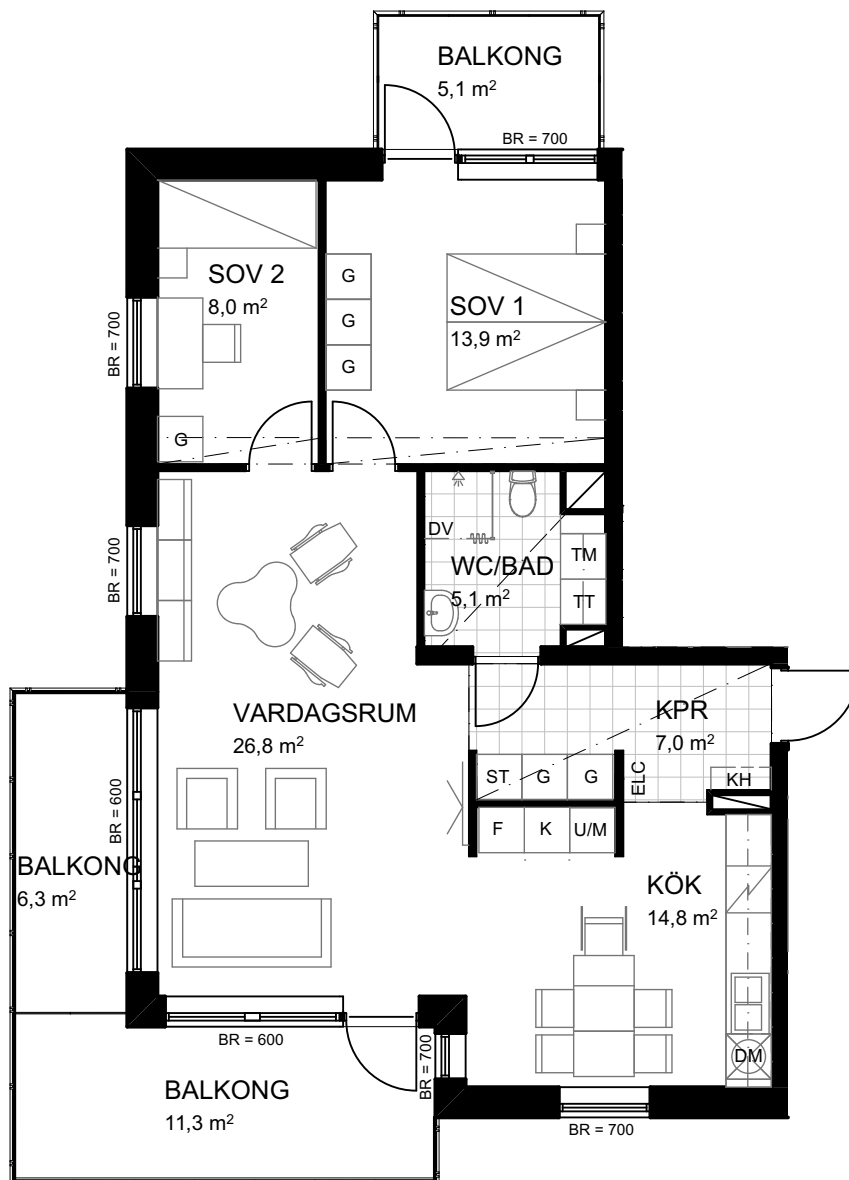 BALKONG
5,1 m²
BR = 700
SOV 2
8,0 m²
SOV 1
13,9 m²
G
G
G
G
BR = 700
BR = 700
DV
WC/BAD
5,1 m²
TM
TT
VARDAGSRUM
26,8 m²
KPR
7,0 m²
ST
G
G
ELC
KH
F
K
U/M
BR = 600
BALKONG
6,3 m²
KÖK
14,8 m²
DM
BR = 600
BR = 700
BALKONG
11,3 m²
BR = 700